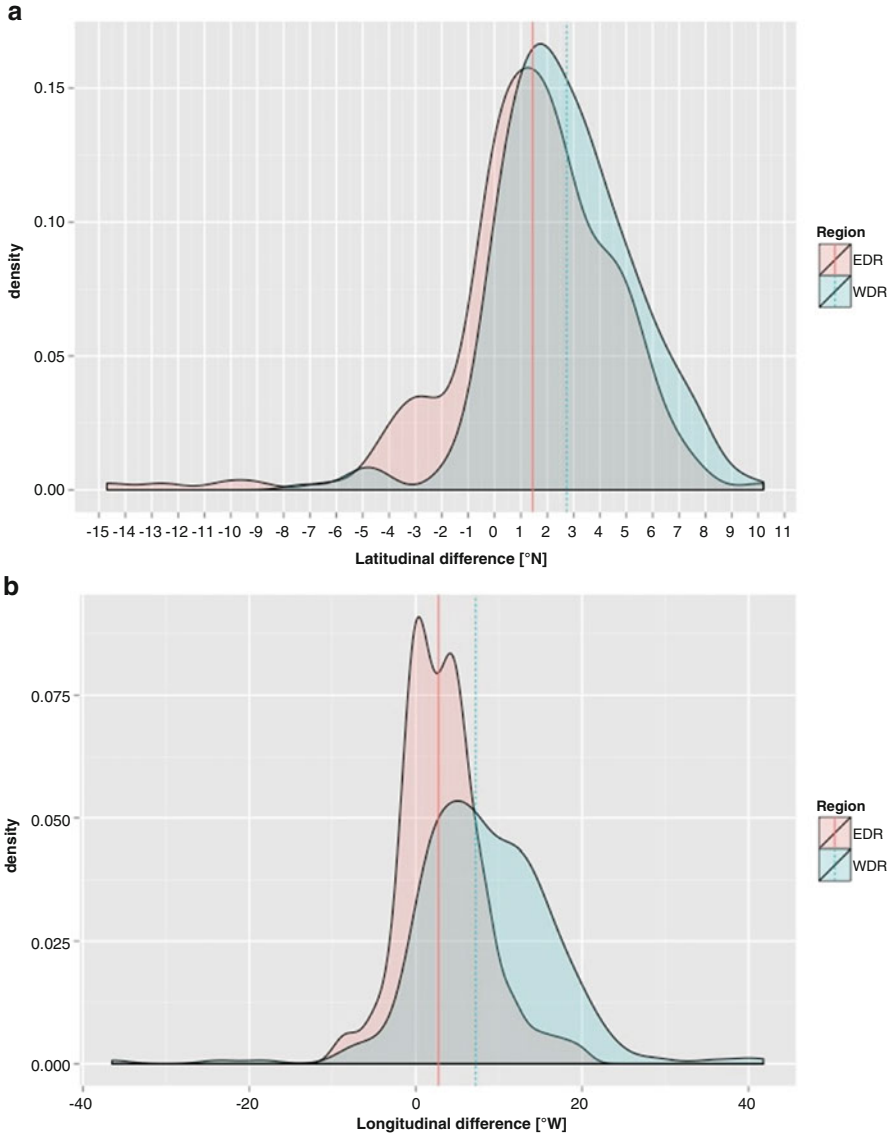 a
0.15
0.10
0.05
0.00
density
-15 -14 -13 -12 -11 -10 -9 -8 -7 -6 -5 -4 -3 -2 -1 0 1 2 3 4 5 6 7 8 9 10 11
Latitudinal difference [°N]
Region
EDR
WDR
b
0.075
0.050
0.025
0.000
density
-40 -20 0 20 40
Longitudinal difference [°W]
Region
EDR
WDR